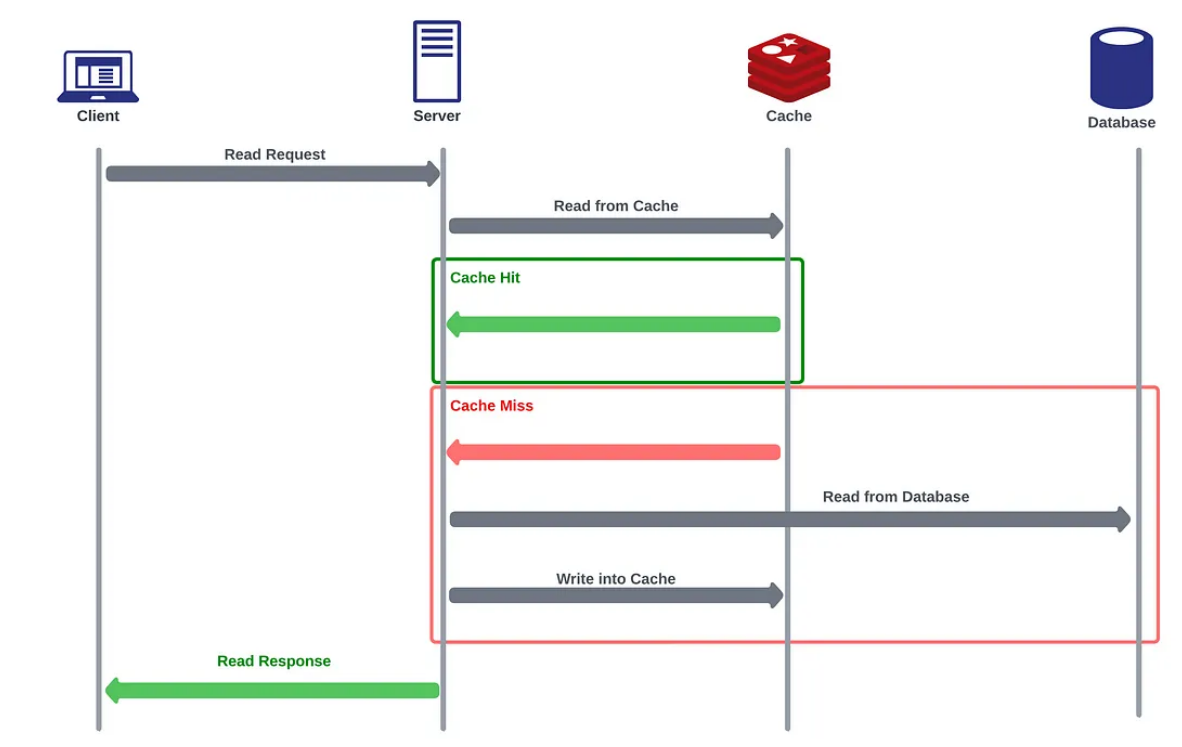 Client
Server
Cache
Database
Read Request
Read from Cache
Cache Hit
Cache Miss
Read from Database
Write into Cache
Read Response